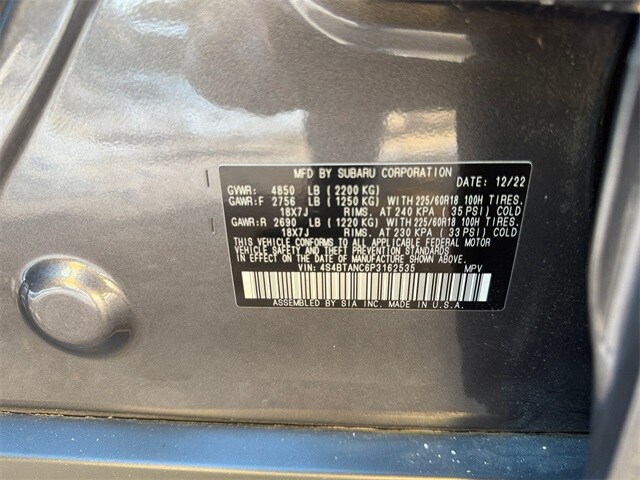 MFD BY SUBARU CORPORATION
DATE: 12/22
GVWR: 4850 LB (2200 KG)
GAWR:F 2756 LB (1250 KG) WITH 225/60R18 100H TIRES,
18X7J RIMS, AT 240 KPA (35 PSI) COLD
GAWR:R 2690 LB (1220 KG) WITH 225/60R18 100H TIRES,
18X7J RIMS, AT 230 KPA (33 PSI) COLD
THIS VEHICLE CONFORMS TO ALL APPLICABLE FEDERAL MOTOR
VEHICLE SAFETY AND THEFT PREVENTION STANDARDS
IN EFFECT ON THE DATE OF MANUFACTURE SHOWN ABOVE.
VIN: 4S4BTANC6P3162535 MPV
ASSEMBLED BY SIA MADE IN U.S.A.